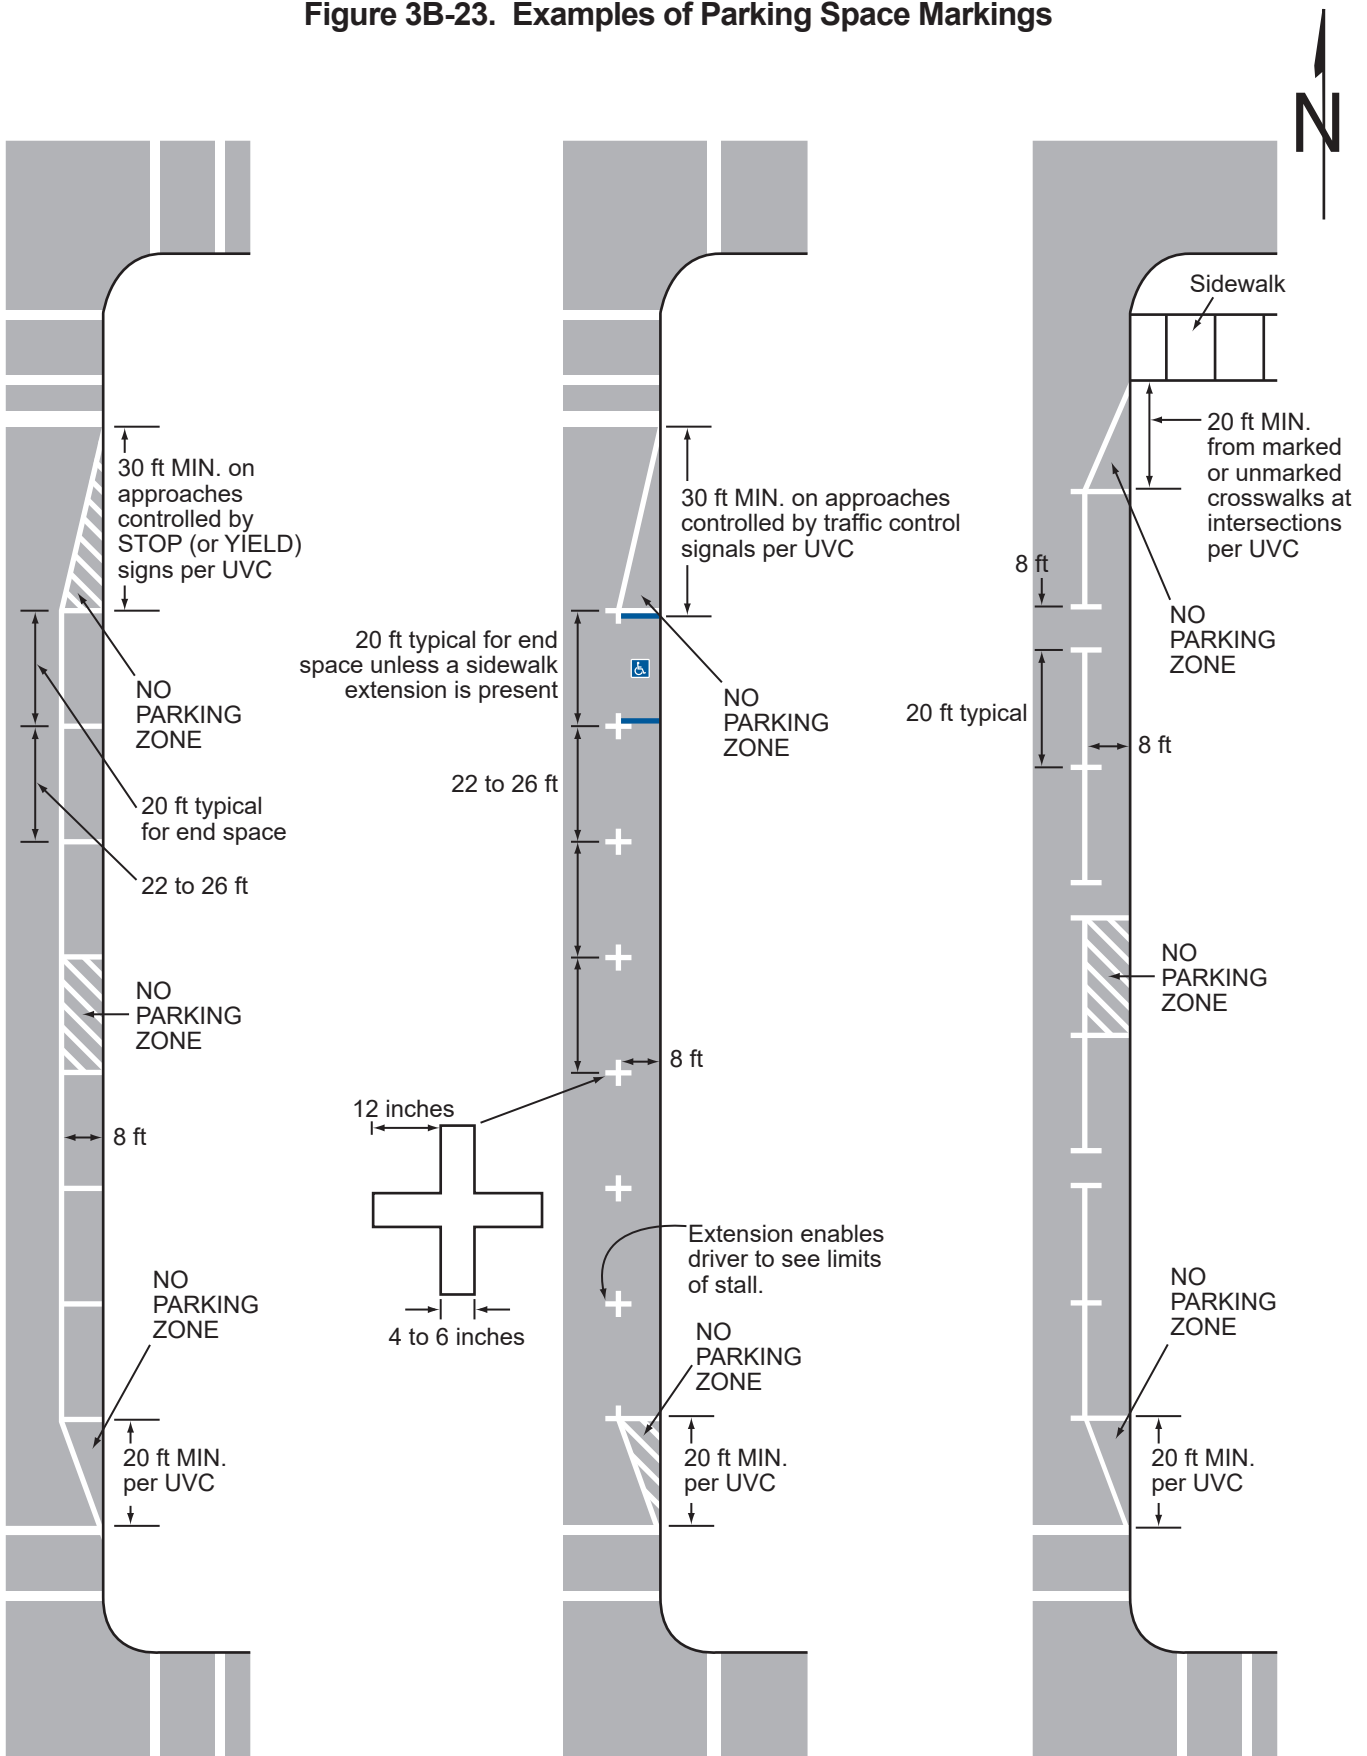 Figure 3B-23. Examples of Parking Space Markings
N
30 ft MIN. on
approaches
controlled by
STOP (or YIELD)
signs per UVC
NO
PARKING
ZONE
20 ft typical
for end space
22 to 26 ft
NO
PARKING
ZONE
8 ft
NO
PARKING
ZONE
20 ft MIN.
per UVC
30 ft MIN. on approaches
controlled by traffic control
signals per UVC
20 ft typical for end
space unless a sidewalk
extension is present
NO
PARKING
ZONE
22 to 26 ft
8 ft
12 inches
4 to 6 inches
Extension enables
driver to see limits
of stall.
NO
PARKING
ZONE
20 ft MIN.
per UVC
Sidewalk
20 ft MIN.
from marked
or unmarked
crosswalks at
intersections
per UVC
8 ft
NO
PARKING
ZONE
20 ft typical
8 ft
NO
PARKING
ZONE
NO
PARKING
ZONE
20 ft MIN.
per UVC